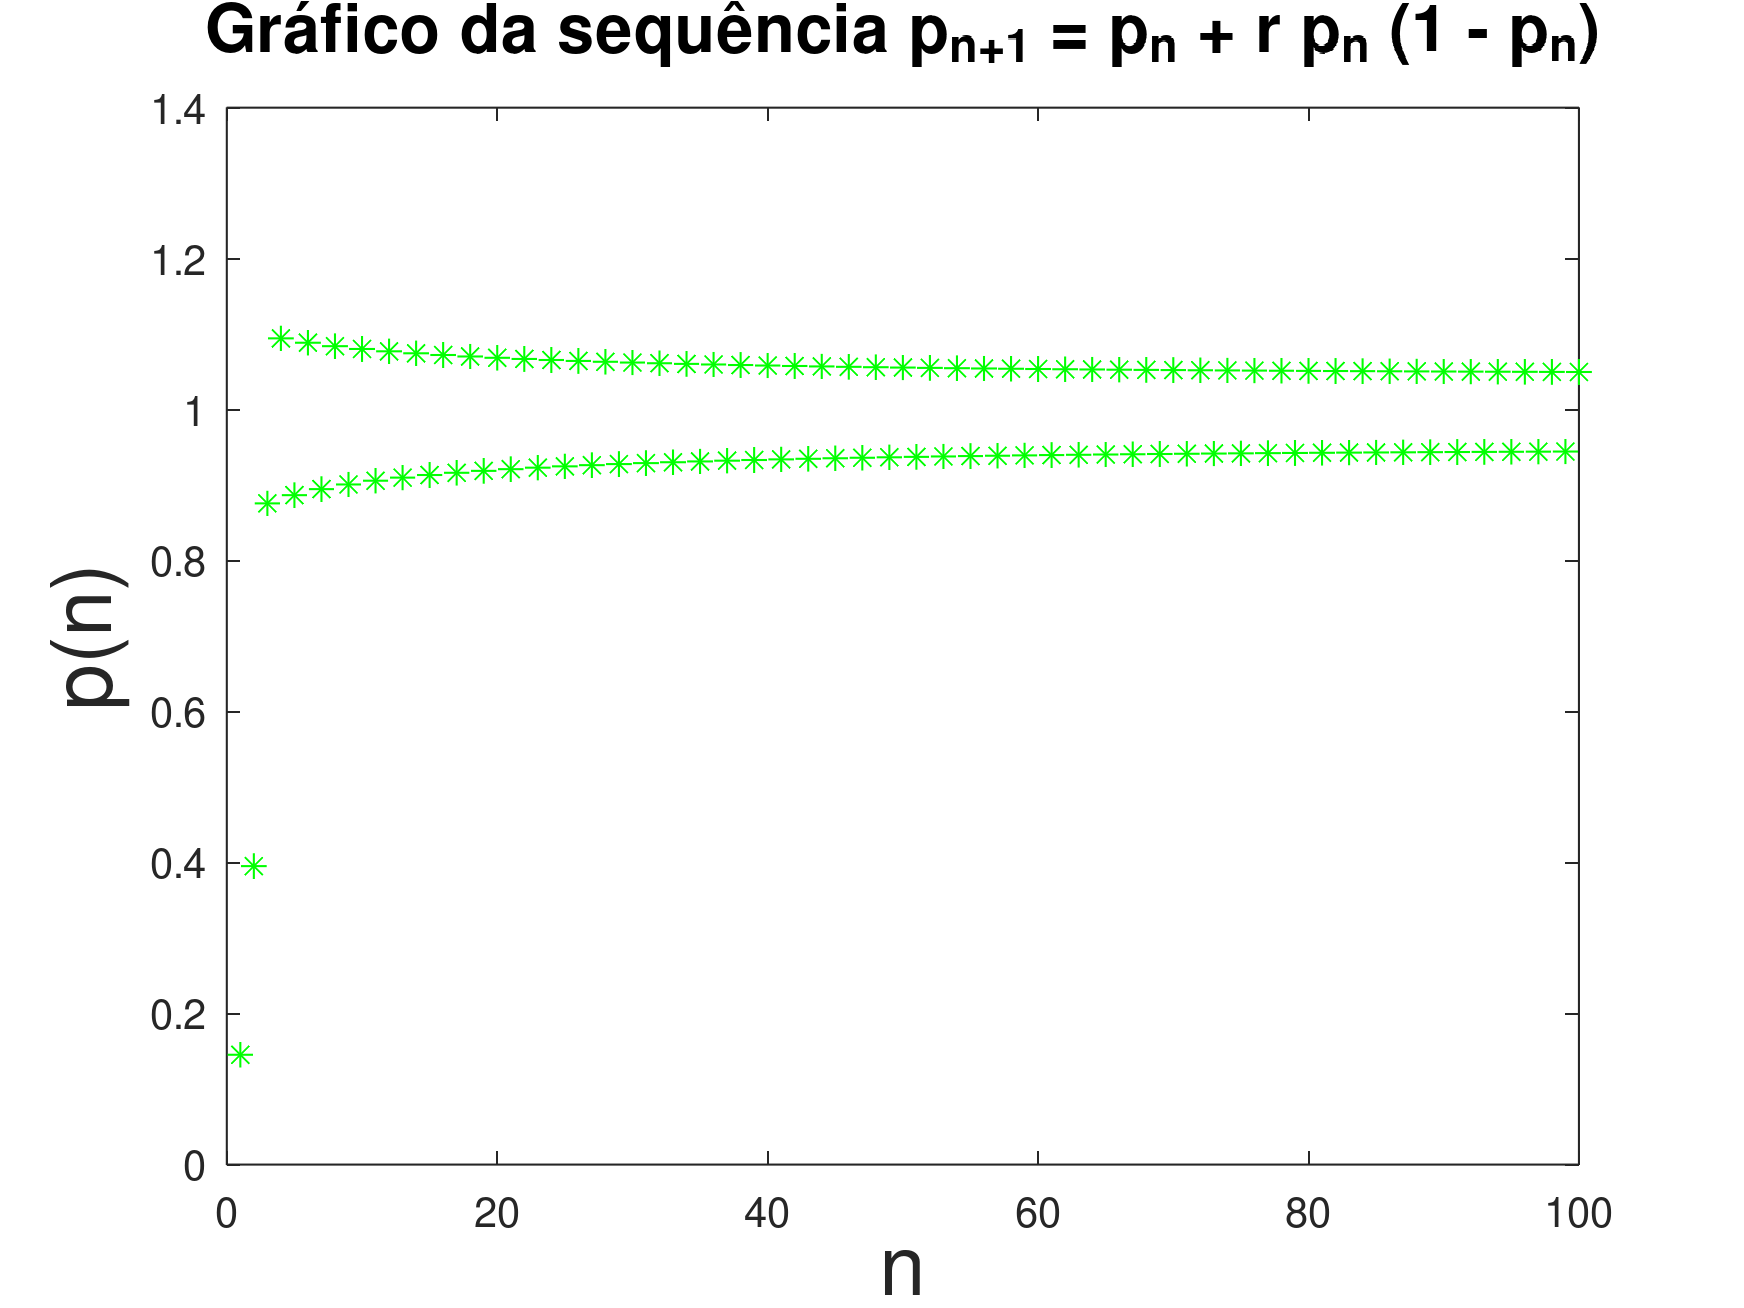 Gráfico da sequência pₙ₊₁ = pₙ + r pₙ (1 - pₙ)
1.4
1.2
1
0.8
0.6
0.4
0.2
0
p(n)
0 20 40 60 80 100
n